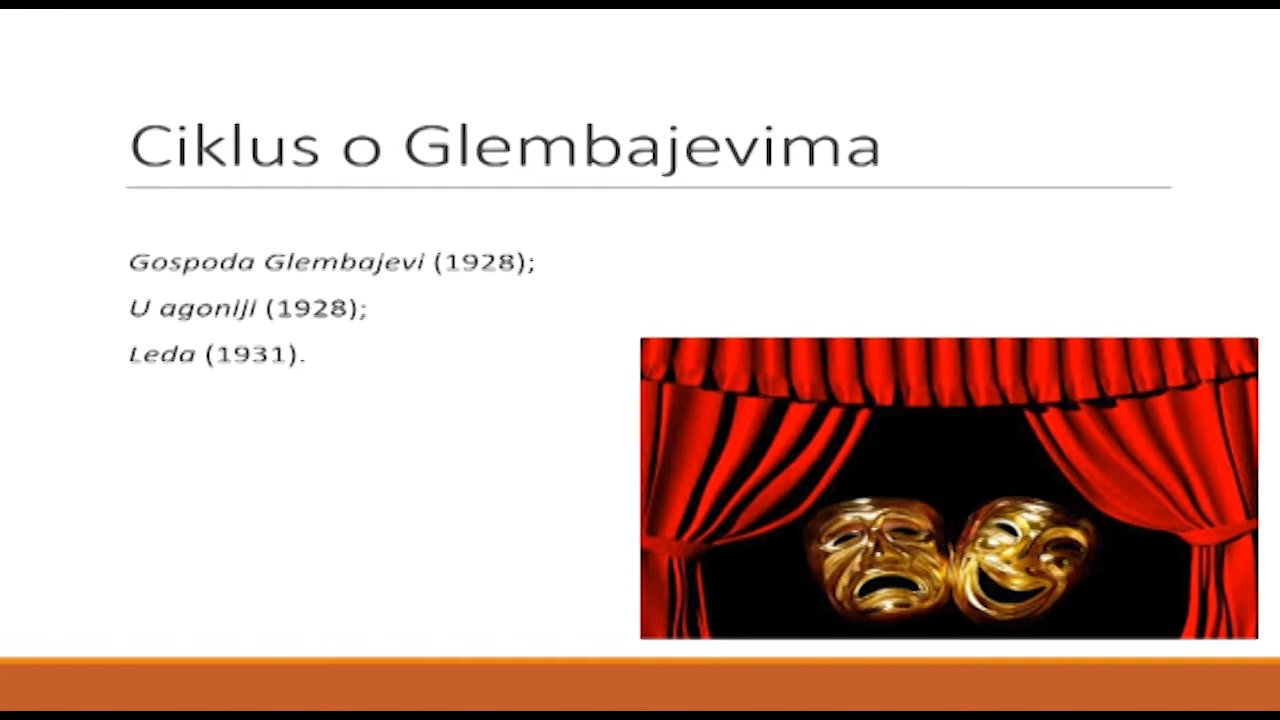 Ciklus o Glembajevima
Gospoda Glembajevi (1928);
U agoniji (1928);
Leda (1931).